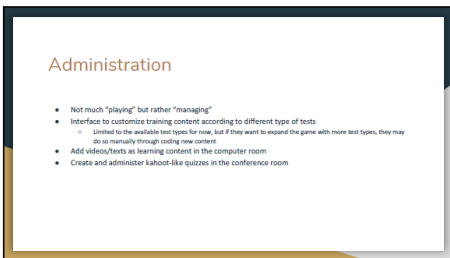 Administration
● Not much "playing" but rather "managing"
● Interface to customize training content according to different type of tests
○ Limited to the available test types for now, but if they want to expand the game with more test types, they may
do so manually through coding new content
● Add videos/texts as learning content in the computer room
● Create and administer kahoot-like quizzes in the conference room